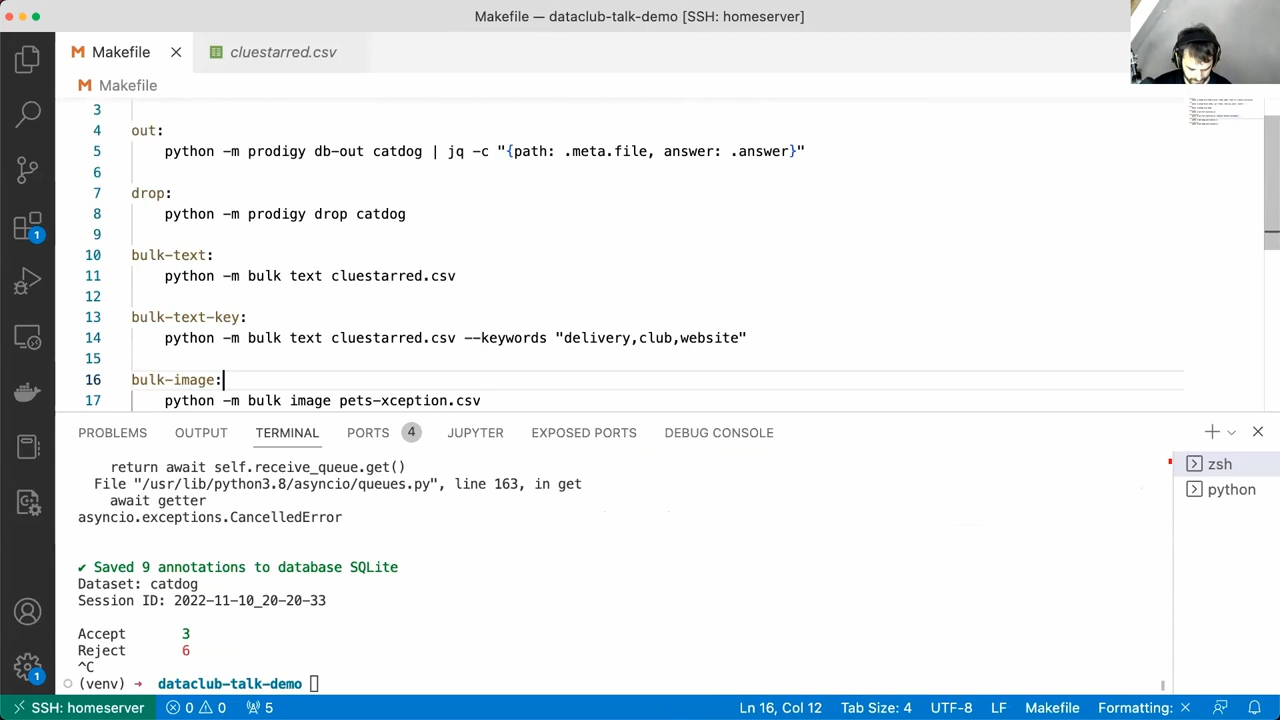 Makefile — dataclub-talk-demo [SSH: homeserver]
M Makefile
cluestarred.csv
M Makefile
3
4 out:
5 python -m prodigy db-out catdog | jq -c "{path: .meta.file, answer: .answer}"
6
7 drop:
8 python -m prodigy drop catdog
9
10 bulk-text:
11 python -m bulk text cluestarred.csv
12
13 bulk-text-key:
14 python -m bulk text cluestarred.csv --keywords "delivery,club,website"
15
16 bulk-image:
17 python -m bulk image pets-xception.csv
1
PROBLEMS OUTPUT TERMINAL PORTS 4 JUPYTER EXPOSED PORTS DEBUG CONSOLE
return await self.receive_queue.get()
File "/usr/lib/python3.8/asyncio/queues.py", line 163, in get
await getter
asyncio.exceptions.CancelledError
✔ Saved 9 annotations to database SQLite
Dataset: catdog
Session ID: 2022-11-10_20-20-33
Accept 3
Reject 6
^C
(venv) → dataclub-talk-demo
zsh
python
1
SSH: homeserver 0 0 5 Ln 16, Col 12 Tab Size: 4 UTF-8 LF Makefile Formatting: ×